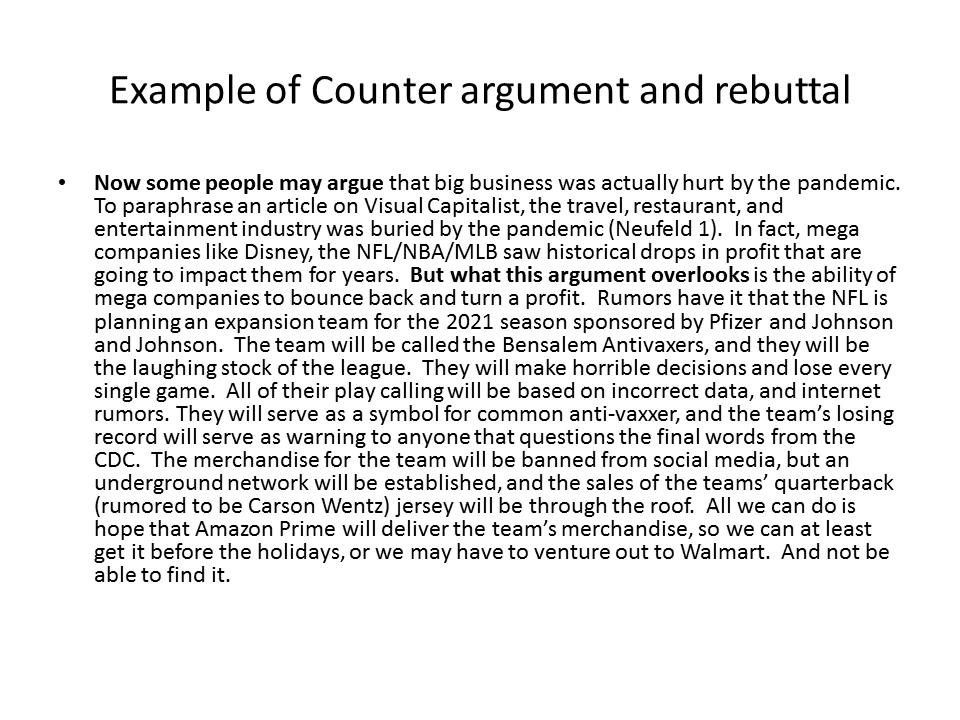 Example of Counter argument and rebuttal
• Now some people may argue that big business was actually hurt by the pandemic.
To paraphrase an article on Visual Capitalist, the travel, restaurant, and
entertainment industry was buried by the pandemic (Neufeld 1).  In fact, mega
companies like Disney, the NFL/NBA/MLB saw historical drops in profit that are
going to impact them for years.  But what this argument overlooks is the ability of
mega companies to bounce back and turn a profit.  Rumors have it that the NFL is
planning an expansion team for the 2021 season sponsored by Pfizer and Johnson
and Johnson.  The team will be called the Bensalem Antivaxers, and they will be
the laughing stock of the league.  They will make horrible decisions and lose every
single game.  All of their play calling will be based on incorrect data, and internet
rumors. They will serve as a symbol for common anti-vaxxer, and the team’s losing
record will serve as warning to anyone that questions the final words from the
CDC.  The merchandise for the team will be banned from social media, but an
underground network will be established, and the sales of the teams’ quarterback
(rumored to be Carson Wentz) jersey will be through the roof.  All we can do is
hope that Amazon Prime will deliver the team’s merchandise, so we can at least
get it before the holidays, or we may have to venture out to Walmart.  And not be
able to find it.